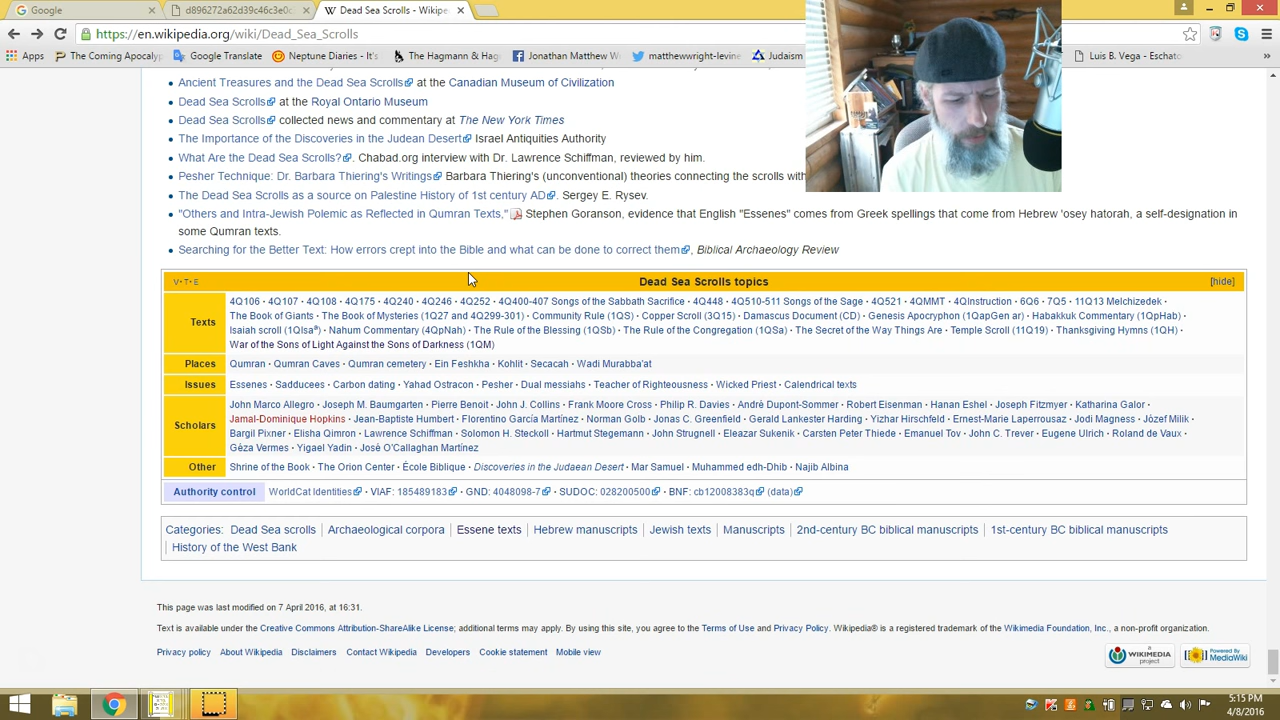 Google
d896272a62d39c46c3e0c
Dead Sea Scrolls - Wikipe
https://en.wikipedia.org/wiki/Dead_Sea_Scrolls
Apps
The Coming Apocalyp
Google Translate
Neptune Orbiter: It's
The Hagmann & Hag
Jonathan Matthew W
matthewwright-levine
Judaism
Luis B. Vega - Eschato
Ancient Treasures and the Dead Sea Scrolls at the Canadian Museum of Civilization
Dead Sea Scrolls at the Royal Ontario Museum
Dead Sea Scrolls collected news and commentary at The New York Times
The Importance of the Discoveries in the Judean Desert Israel Antiquities Authority
What Are the Dead Sea Scrolls?. Chabad.org interview with Dr. Lawrence Schiffman, reviewed by him.
Pesher Technique: Dr. Barbara Thiering's Writings Barbara Thiering's (unconventional) theories connecting the scrolls with
The Dead Sea Scrolls as a source on Palestine History of 1st century AD. Sergey E. Rysev.
"Others and Intra-Jewish Polemic as Reflected in Qumran Texts," Stephen Goranson, evidence that English "Essenes" comes from Greek spellings that come from Hebrew 'osey hatorah, a self-designation in
some Qumran texts.
Searching for the Better Text: How errors crept into the Bible and what can be done to correct them, Biblical Archaeology Review
V · T · E
Dead Sea Scrolls topics
[hide]
Texts
4Q106 · 4Q107 · 4Q108 · 4Q175 · 4Q240 · 4Q246 · 4Q252 · 4Q400-407 Songs of the Sabbath Sacrifice · 4Q448 · 4Q510-511 Songs of the Sage · 4Q521 · 4QMMT · 4QInstruction · 6Q6 · 7Q5 · 11Q13 Melchizedek ·
The Book of Giants · The Book of Mysteries (1Q27 and 4Q299-301) · Community Rule (1QS) · Copper Scroll (3Q15) · Damascus Document (CD) · Genesis Apocryphon (1QapGen ar) · Habakkuk Commentary (1QpHab) ·
Isaiah scroll (1QIsaª) · Nahum Commentary (4QpNah) · The Rule of the Blessing (1QSb) · The Rule of the Congregation (1QSa) · The Secret of the Way Things Are · Temple Scroll (11Q19) · Thanksgiving Hymns (1QH) ·
War of the Sons of Light Against the Sons of Darkness (1QM)
Places
Qumran · Qumran Caves · Qumran cemetery · Ein Feshkha · Kohlit · Secacah · Wadi Murabba'at
Issues
Essenes · Sadducees · Carbon dating · Yahad Ostracon · Pesher · Dual messiahs · Teacher of Righteousness · Wicked Priest · Calendrical texts
Scholars
John Marco Allegro · Joseph M. Baumgarten · Pierre Benoit · John J. Collins · Frank Moore Cross · Philip R. Davies · André Dupont-Sommer · Robert Eisenman · Hanan Eshel · Joseph Fitzmyer · Katharina Galor ·
Jamal-Dominique Hopkins · Jean-Baptiste Humbert · Florentino García Martínez · Norman Golb · Jonas C. Greenfield · Gerald Lankester Harding · Yizhar Hirschfeld · Ernest-Marie Laperrousaz · Jodi Magness · Józef Milik ·
Bargil Pixner · Elisha Qimron · Lawrence Schiffman · Solomon H. Steckoll · Hartmut Stegemann · John Strugnell · Eleazar Sukenik · Carsten Peter Thiede · Emanuel Tov · John C. Trever · Eugene Ulrich · Roland de Vaux ·
Géza Vermes · Yigael Yadin · José O'Callaghan Martínez
Other
Shrine of the Book · The Orion Center · École Biblique · Discoveries in the Judaean Desert · Mar Samuel · Muhammed edh-Dhib · Najib Albina
Authority control
WorldCat Identities · VIAF: 185489183 · GND: 4048098-7 · SUDOC: 028200500 · BNF: cb12008383q (data)
Categories: Dead Sea scrolls | Archaeological corpora | Essene texts | Hebrew manuscripts | Jewish texts | Manuscripts | 2nd-century BC biblical manuscripts | 1st-century BC biblical manuscripts
| History of the West Bank
This page was last modified on 7 April 2016, at 16:31.
Text is available under the Creative Commons Attribution-ShareAlike License; additional terms may apply. By using this site, you agree to the Terms of Use and Privacy Policy. Wikipedia® is a registered trademark of the Wikimedia Foundation, Inc., a non-profit organization.
Privacy policy About Wikipedia Disclaimers Contact Wikipedia Developers Cookie statement Mobile view
A WIKIMEDIA project
Powered By MediaWiki
5:15 PM
4/8/2016